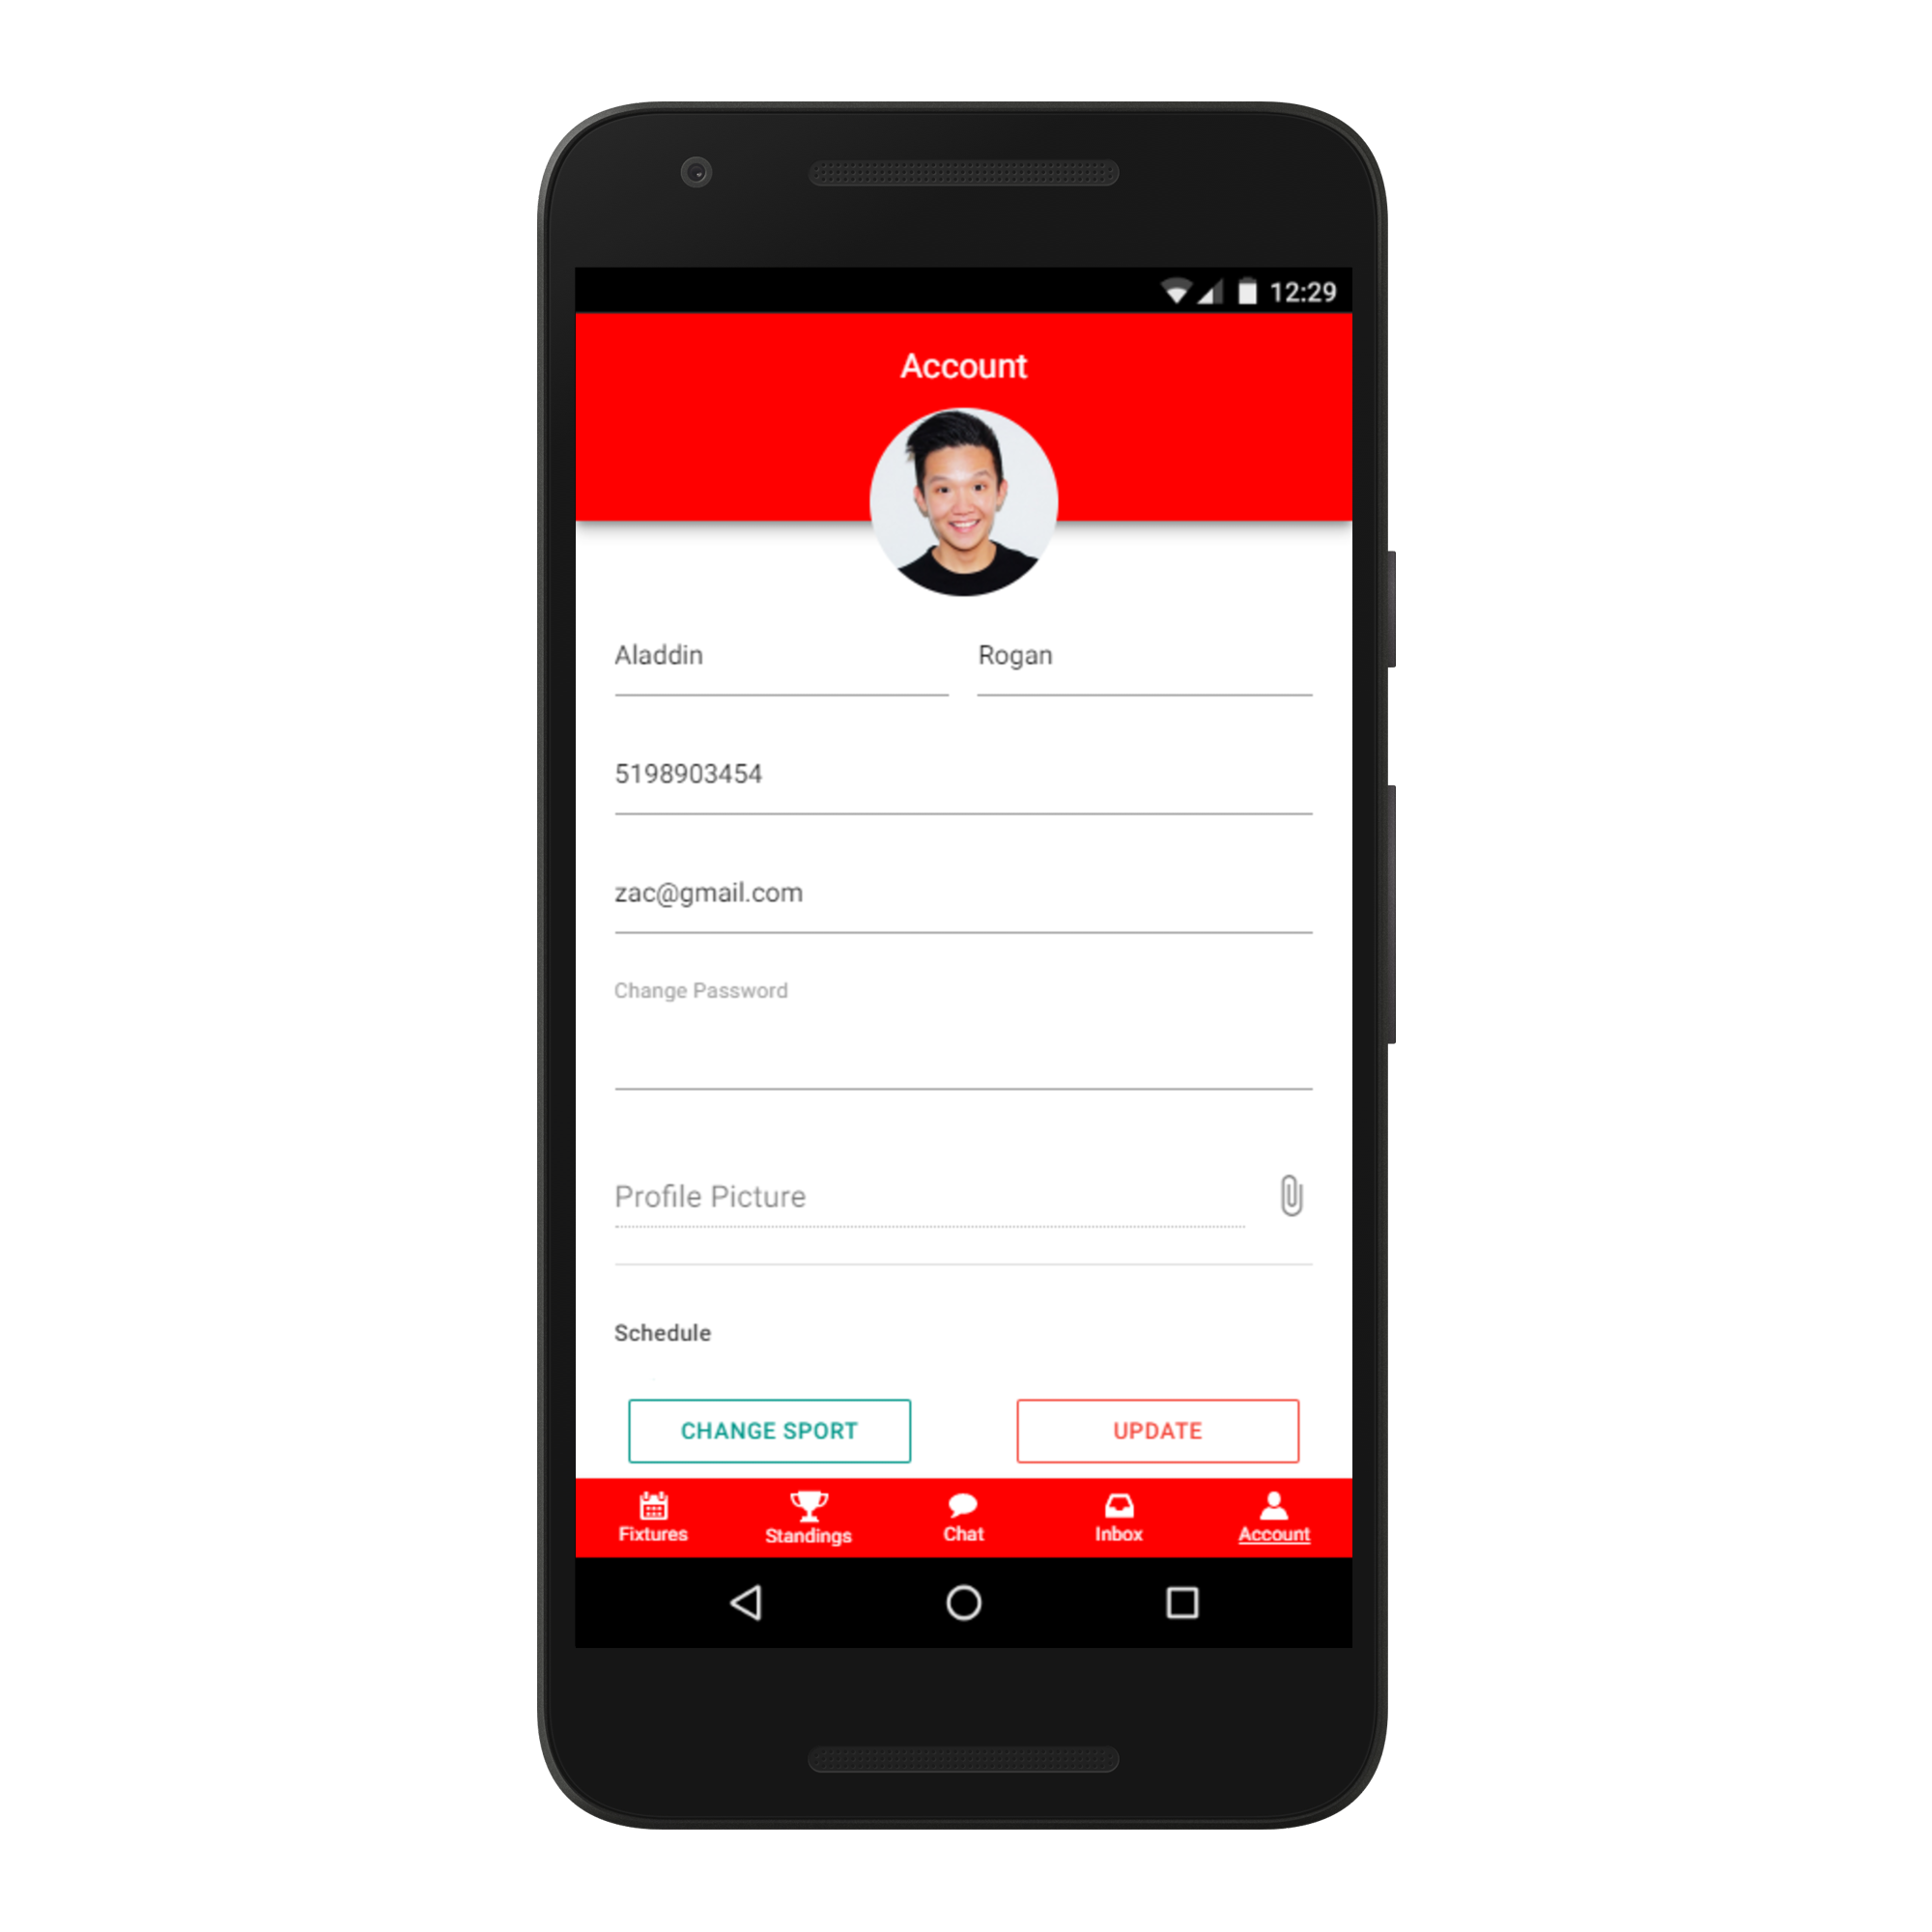 12:29
Account
Aladdin Rogan
5198903454
zac@gmail.com
Change Password
Profile Picture
Schedule
CHANGE SPORT UPDATE
Fixtures Standings Chat Inbox Account